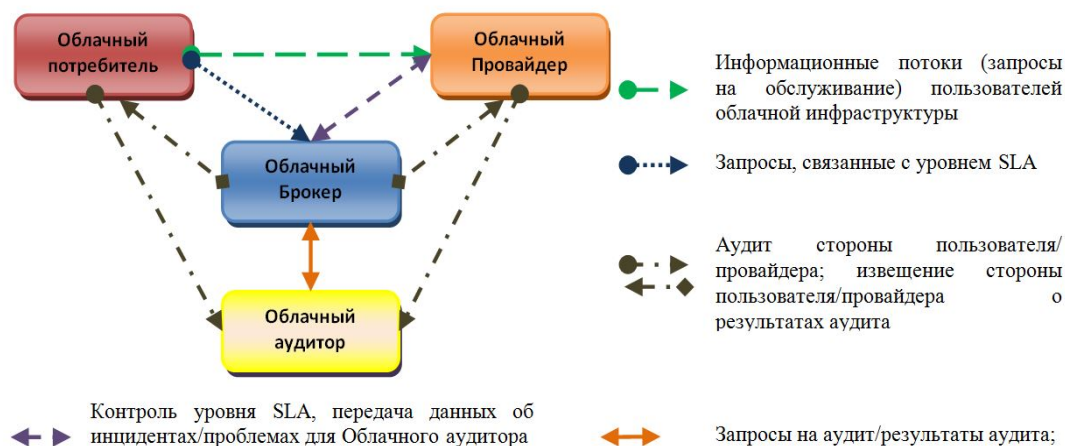 Облачный
потребитель
Облачный
Провайдер
Облачный
Брокер
Облачный
аудитор
Информационные потоки (запросы
на обслуживание) пользователей
облачной инфраструктуры
Запросы, связанные с уровнем SLA
Аудит стороны пользователя/
провайдера; извещение стороны
пользователя/провайдера о
результатах аудита
Контроль уровня SLA, передача данных об
инцидентах/проблемах для Облачного аудитора
Запросы на аудит/результаты аудита;